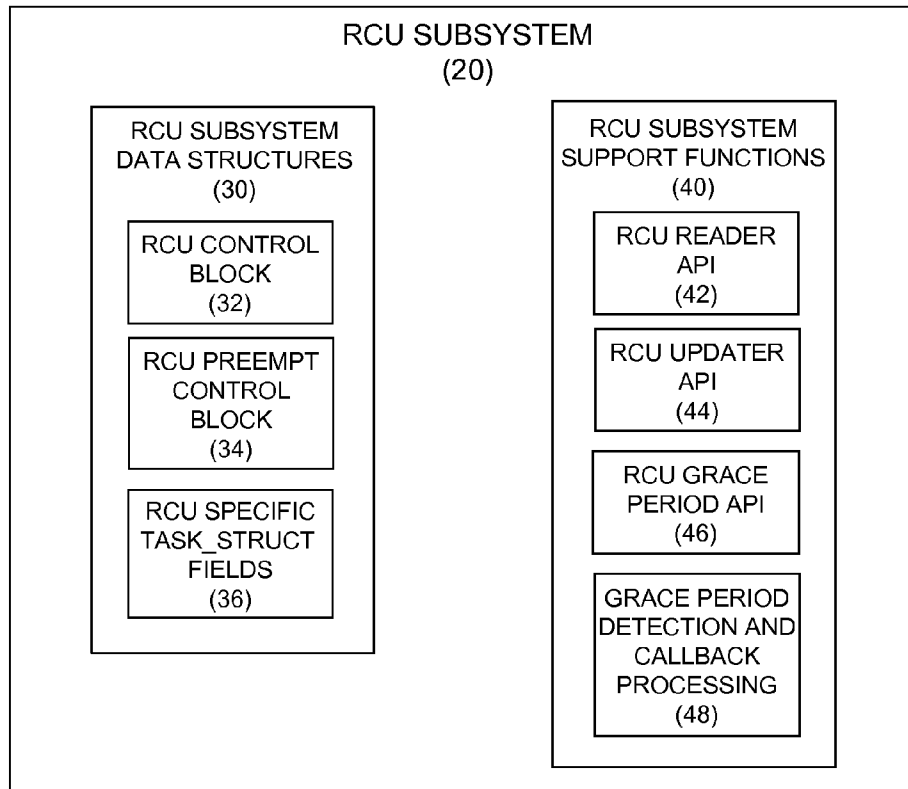 RCU SUBSYSTEM
(20)
RCU SUBSYSTEM
DATA STRUCTURES
(30)
RCU CONTROL
BLOCK
(32)
RCU PREEMPT
CONTROL
BLOCK
(34)
RCU SPECIFIC
TASK_STRUCT
FIELDS
(36)
RCU SUBSYSTEM
SUPPORT FUNCTIONS
(40)
RCU READER
API
(42)
RCU UPDATER
API
(44)
RCU GRACE
PERIOD API
(46)
GRACE PERIOD
DETECTION AND
CALLBACK
PROCESSING
(48)